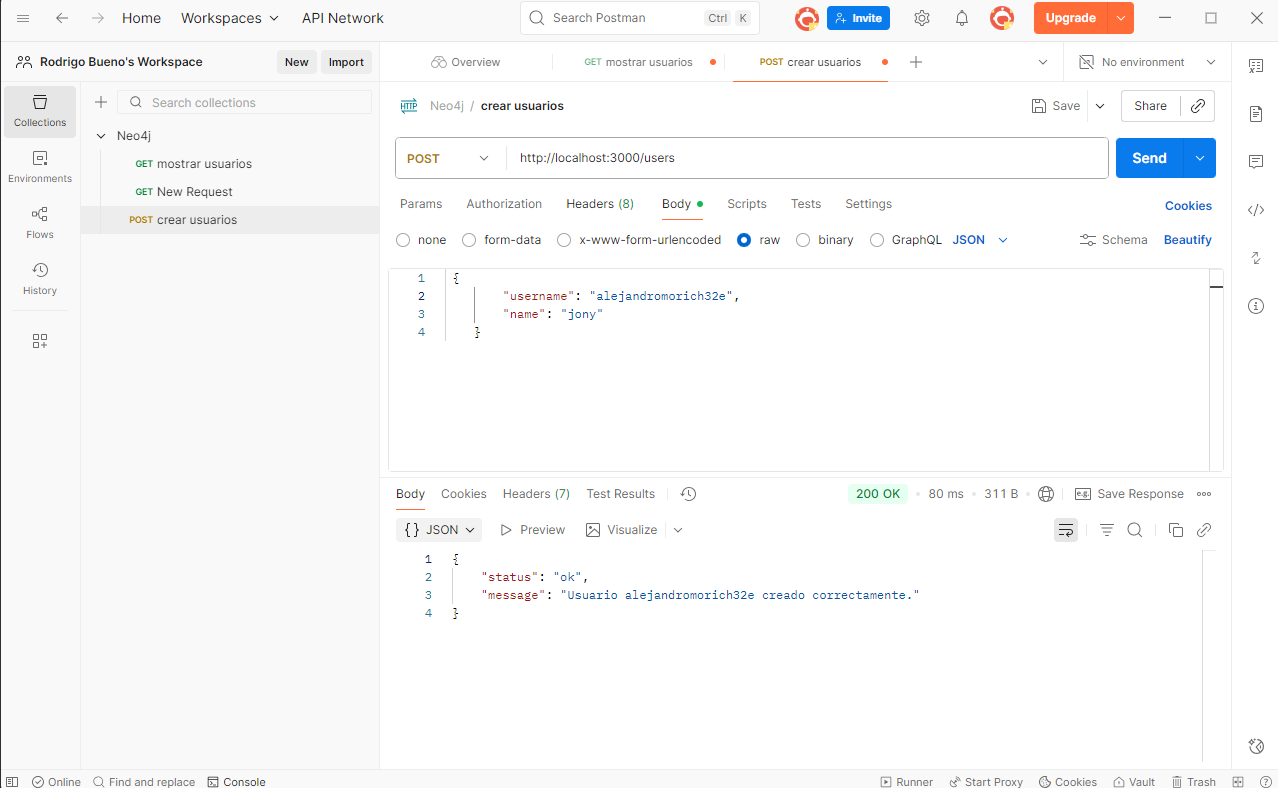 Home Workspaces API Network Search Postman Ctrl K Invite Upgrade
Rodrigo Bueno's Workspace New Import
Overview GET mostrar usuarios POST crear usuarios No environment
Collections
Environments
Flows
History
Search collections
Neo4j
GET mostrar usuarios
GET New Request
POST crear usuarios
HTTP Neo4j / crear usuarios Save Share
POST http://localhost:3000/users Send
Params Authorization Headers (8) Body Scripts Tests Settings Cookies
none form-data x-www-form-urlencoded raw binary GraphQL JSON Schema Beautify
1 {
2 "username": "alejandromorich32e",
3 "name": "jony"
4 }
Body Cookies Headers (7) Test Results 200 OK • 80 ms • 311 B • e.g. Save Response
{} JSON Preview Visualize
1 {
2 "status": "ok",
3 "message": "Usuario alejandromorich32e creado correctamente."
4 }
Online Find and replace Console Runner Start Proxy Cookies Vault Trash